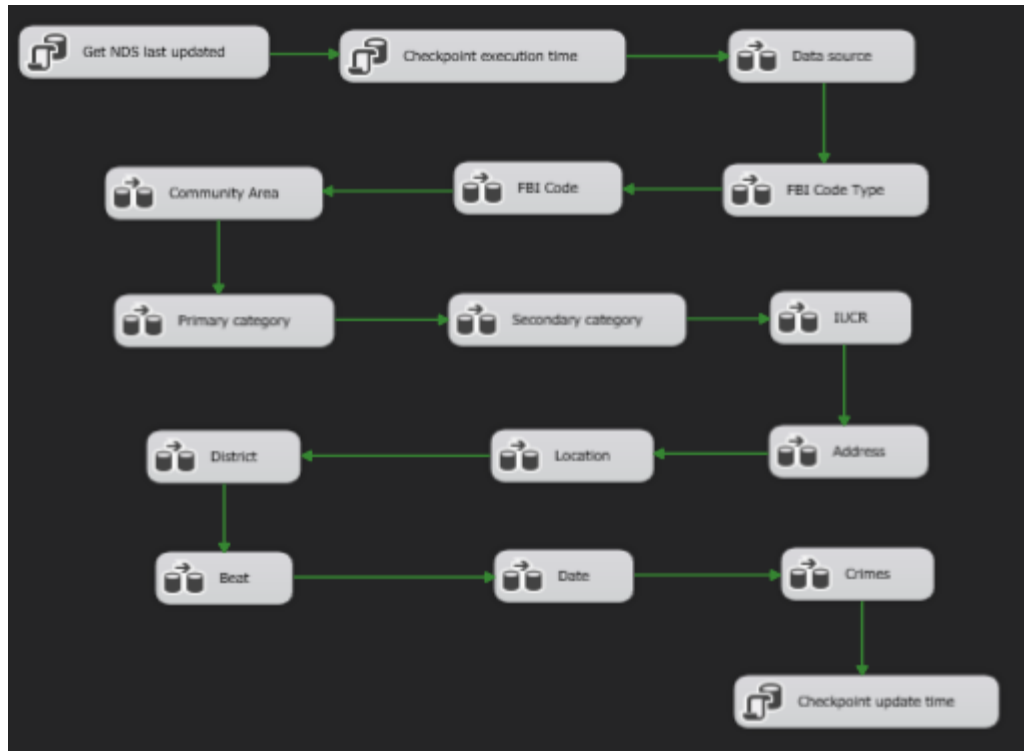 Get NDS last updated
Checkpoint execution time
Data source
FBI Code Type
FBI Code
Community Area
Primary category
Secondary category
IUCR
Address
Location
District
Beat
Date
Crimes
Checkpoint update time